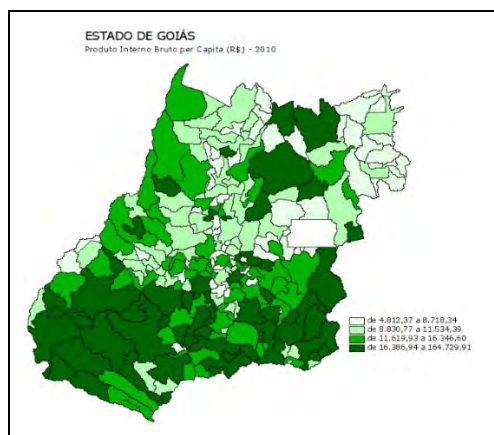 ESTADO DE GOIÁS
Produto Interno Bruto per Capita (R$) - 2010
de 4.812,37 a 8.718,34
de 8.830,77 a 11.534,39
de 11.619,93 a 16.346,60
de 16.386,94 a 164.729,91